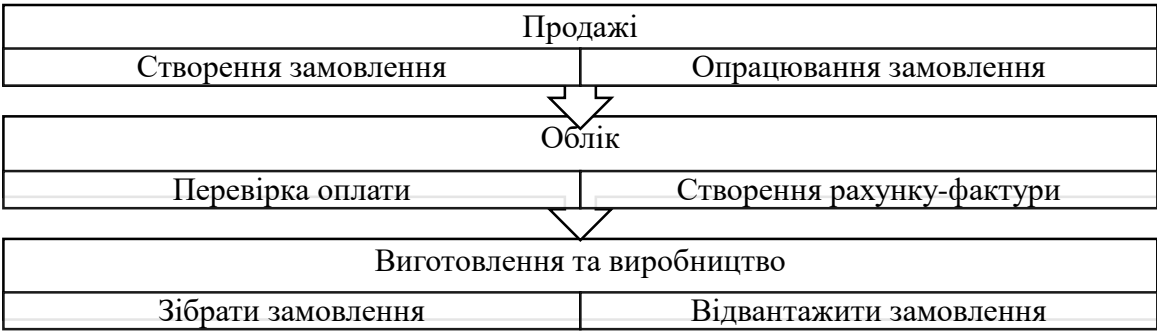 Продажі
Створення замовлення Опрацювання замовлення
Облік
Перевірка оплати Створення рахунку-фактури
Виготовлення та виробництво
Зібрати замовлення Відвантажити замовлення